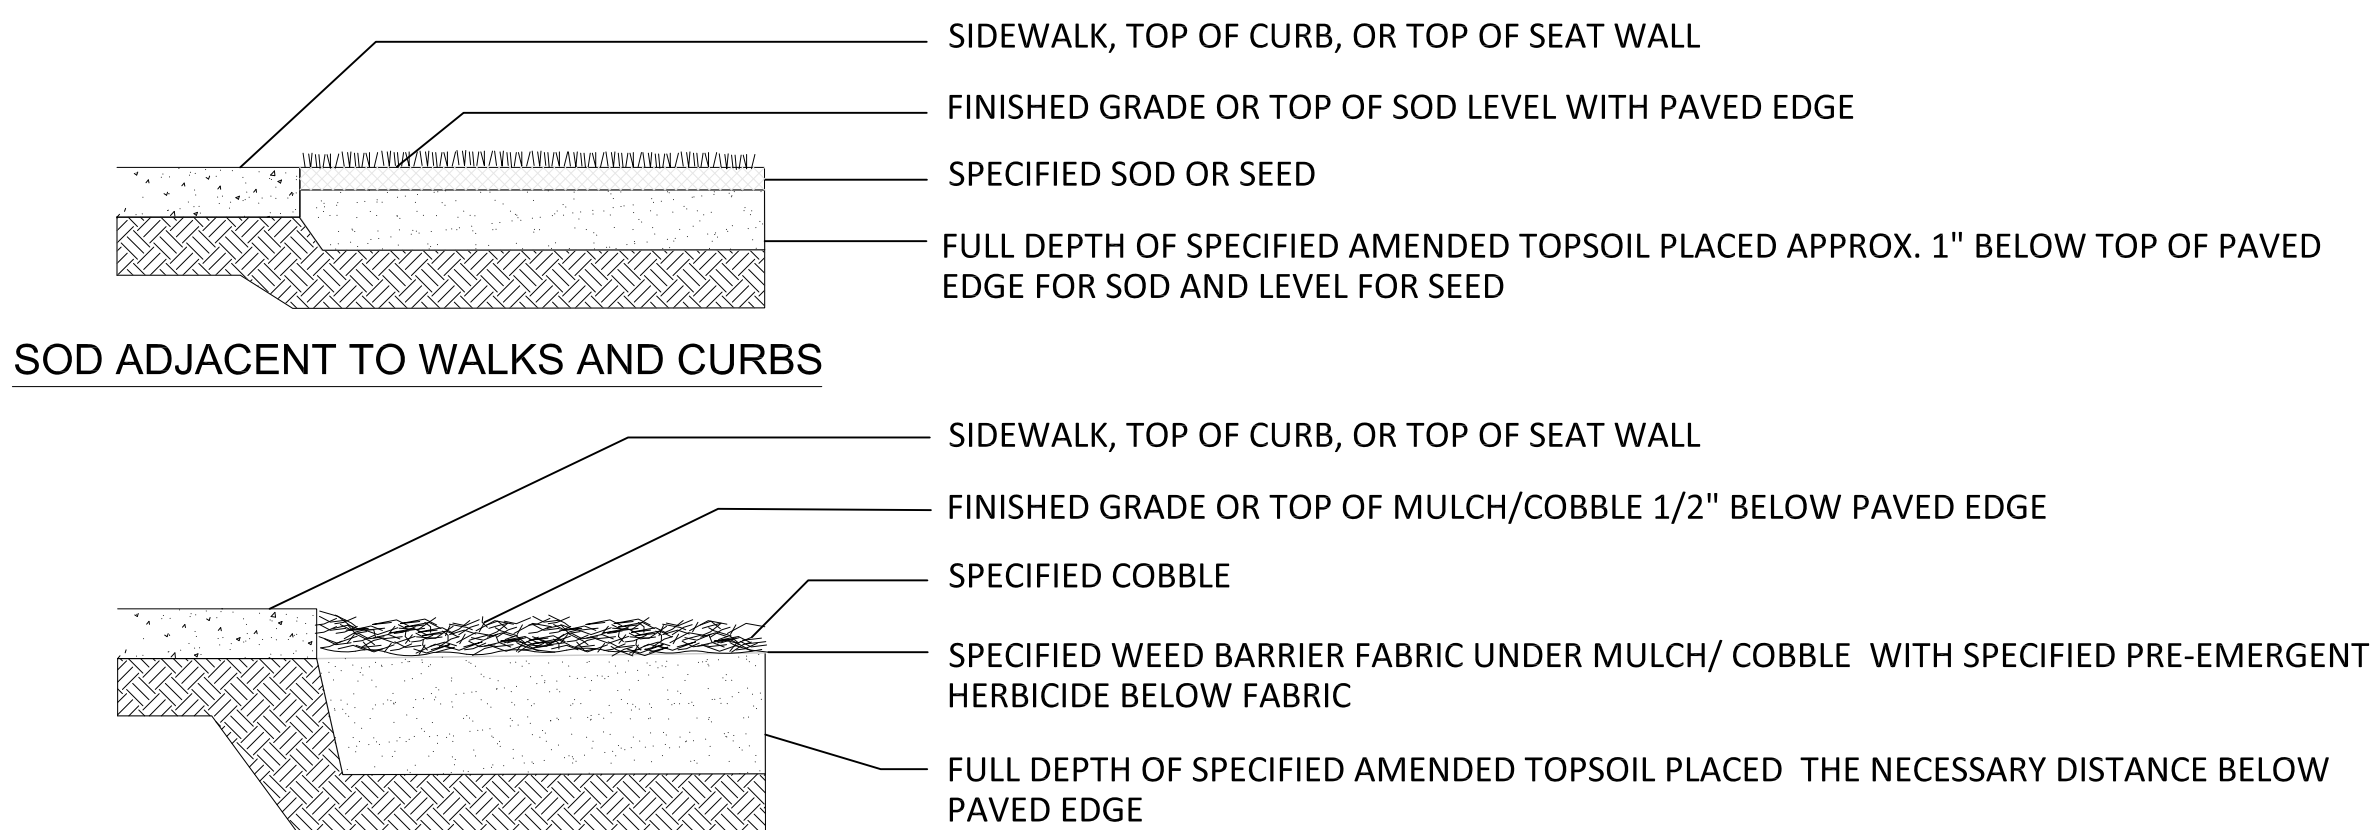 SIDEWALK, TOP OF CURB, OR TOP OF SEAT WALL
FINISHED GRADE OR TOP OF SOD LEVEL WITH PAVED EDGE
SPECIFIED SOD OR SEED
FULL DEPTH OF SPECIFIED AMENDED TOPSOIL PLACED APPROX. 1" BELOW TOP OF PAVED
EDGE FOR SOD AND LEVEL FOR SEED
SOD ADJACENT TO WALKS AND CURBS
SIDEWALK, TOP OF CURB, OR TOP OF SEAT WALL
FINISHED GRADE OR TOP OF MULCH/COBBLE 1/2" BELOW PAVED EDGE
SPECIFIED COBBLE
SPECIFIED WEED BARRIER FABRIC UNDER MULCH/ COBBLE  WITH SPECIFIED PRE-EMERGENT
HERBICIDE BELOW FABRIC
FULL DEPTH OF SPECIFIED AMENDED TOPSOIL PLACED  THE NECESSARY DISTANCE BELOW
PAVED EDGE